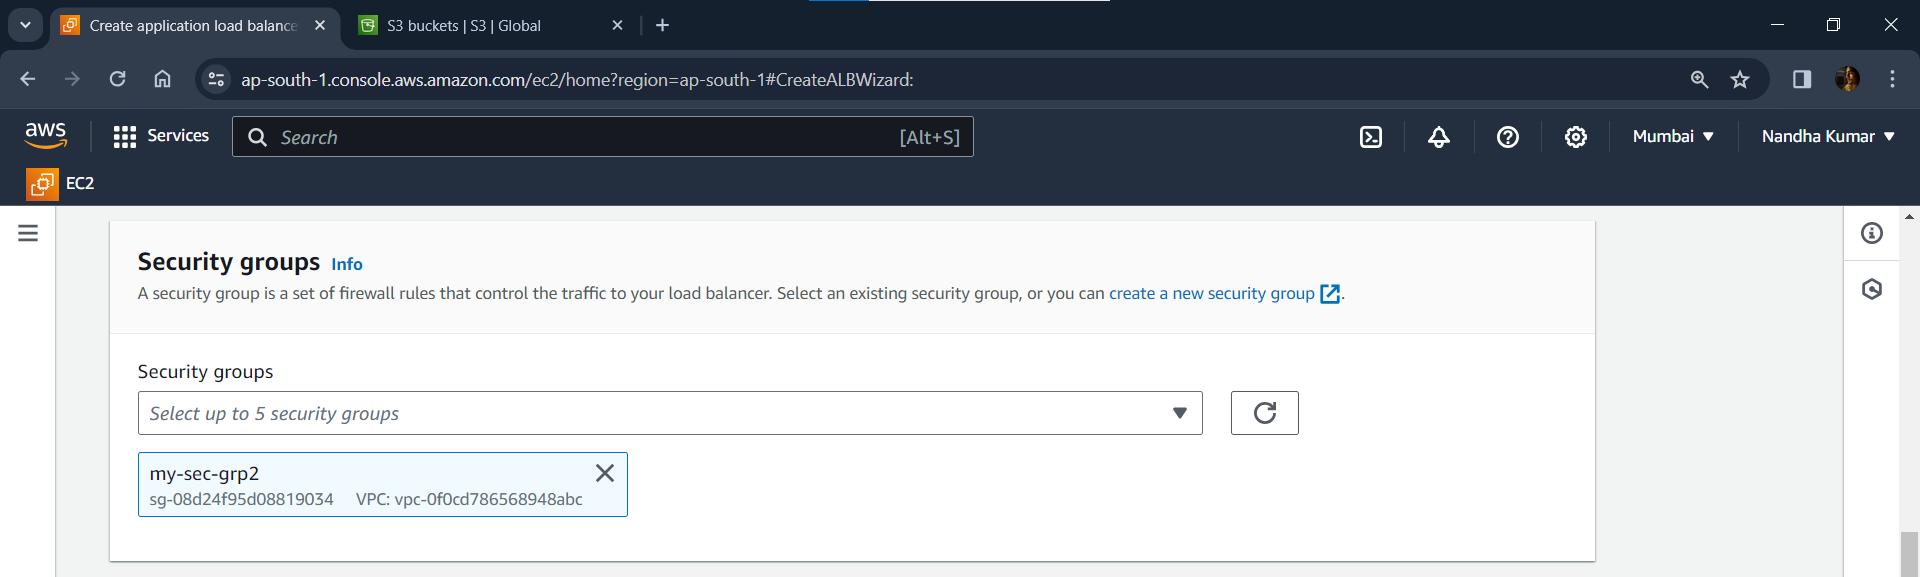 Create application load balance
S3 buckets | S3 | Global
ap-south-1.console.aws.amazon.com/ec2/home?region=ap-south-1#CreateALBWizard:
aws
Services
Search
[Alt+S]
Mumbai
Nandha Kumar
EC2
Security groups Info
A security group is a set of firewall rules that control the traffic to your load balancer. Select an existing security group, or you can create a new security group.
Security groups
Select up to 5 security groups
my-sec-grp2
sg-08d24f95d08819034 VPC: vpc-0f0cd786568948abc